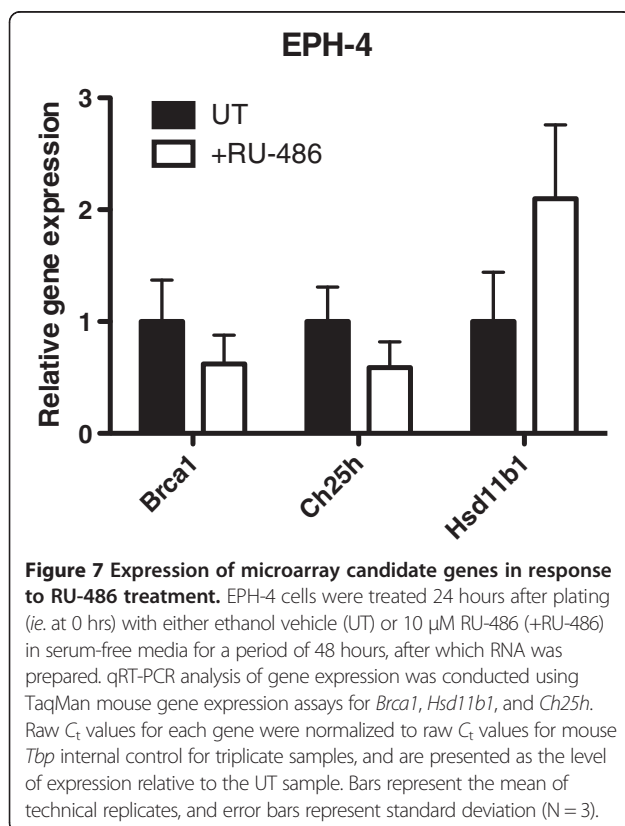 EPH-4
3
2
1
0
Relative gene expression
UT
+RU-486
Brca1
Ch25h
Hsd11b1
Figure 7 Expression of microarray candidate genes in response
to RU-486 treatment. EPH-4 cells were treated 24 hours after plating
(ie. at 0 hrs) with either ethanol vehicle (UT) or 10 μM RU-486 (+RU-486)
in serum-free media for a period of 48 hours, after which RNA was
prepared. qRT-PCR analysis of gene expression was conducted using
TaqMan mouse gene expression assays for Brca1, Hsd11b1, and Ch25h.
Raw Ct values for each gene were normalized to raw Ct values for mouse
Tbp internal control for triplicate samples, and are presented as the level
of expression relative to the UT sample. Bars represent the mean of
technical replicates, and error bars represent standard deviation (N = 3).